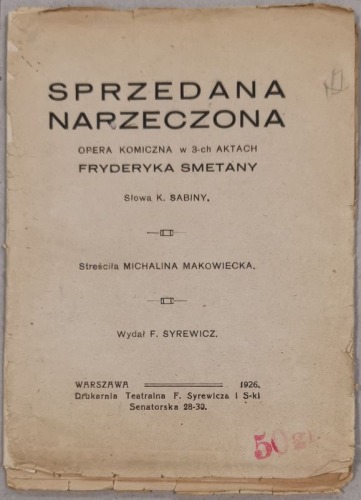 SPRZEDANA
NARZECZONA
OPERA KOMICZNA w 3-ch AKTACH
FRYDERYKA SMETANY
Słowa K. SABINY.
Streściła MICHALINA MAKOWIECKA.
Wydał F. SYREWICZ.
WARSZAWA 1926.
Drukarnia Teatralna F. Syrewicza i S-ki
Senatorska 28-30.
50